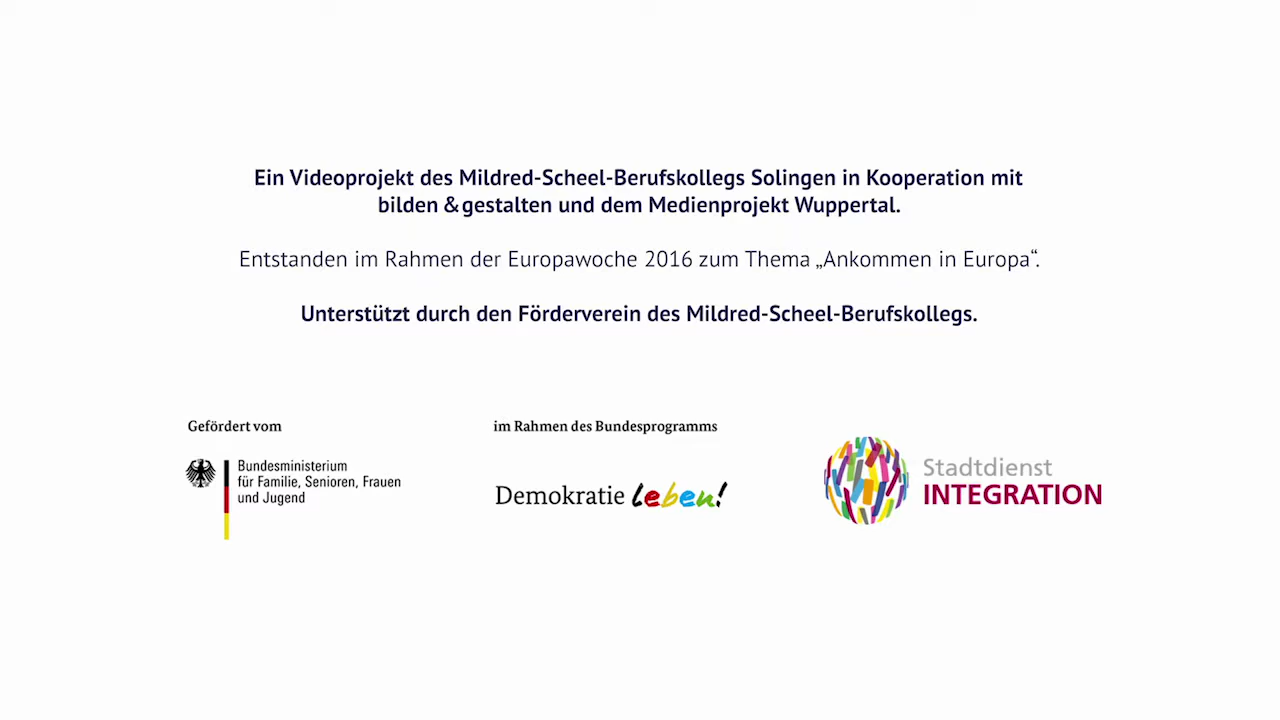 Ein Videoprojekt des Mildred-Scheel-Berufskollegs Solingen in Kooperation mit
bilden & gestalten und dem Medienprojekt Wuppertal.
Entstanden im Rahmen der Europawoche 2016 zum Thema „Ankommen in Europa“.
Unterstützt durch den Förderverein des Mildred-Scheel-Berufskollegs.
Gefördert vom
Bundesministerium
für Familie, Senioren, Frauen
und Jugend
im Rahmen des Bundesprogramms
Demokratie leben!
Stadtdienst
INTEGRATION